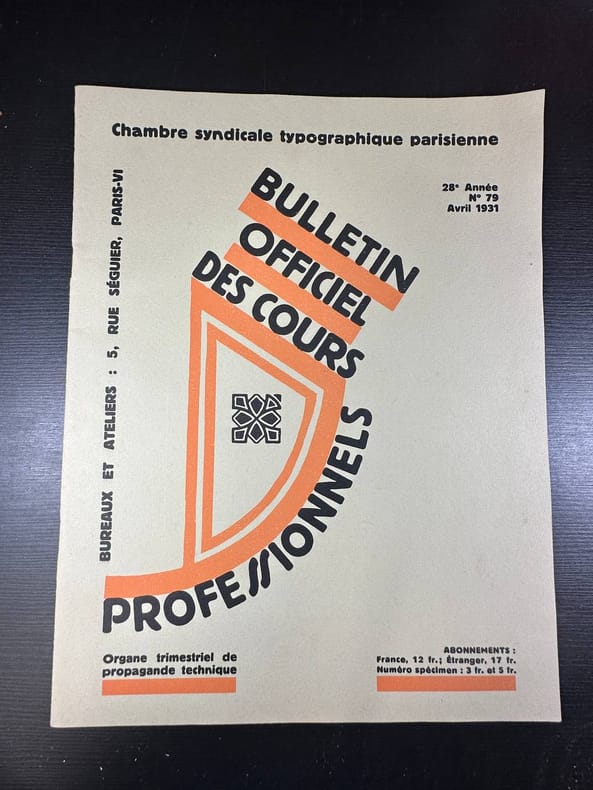 Chambre syndicale typographique parisienne
28e Année
N° 79
Avril 1931
BUREAUX ET ATELIERS : 5, RUE SÉGUIER, PARIS-VI
BULLETIN
OFFICIEL
DES COURS
PROFESSIONNELS
Organe trimestriel de
propagande technique
ABONNEMENTS :
France, 12 fr.; Étranger, 17 fr.
Numéro spécimen : 3 fr. et 5 fr.